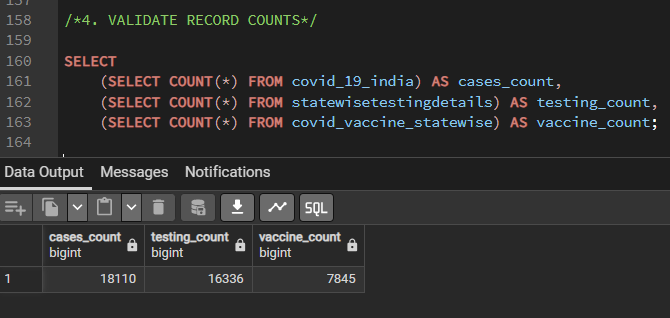 157
158 /*4. VALIDATE RECORD COUNTS*/
159
160 SELECT
161 (SELECT COUNT(*) FROM covid_19_india) AS cases_count,
162 (SELECT COUNT(*) FROM statewisetestingdetails) AS testing_count,
163 (SELECT COUNT(*) FROM covid_vaccine_statewise) AS vaccine_count;
164
Data Output Messages Notifications
SQL
cases_count testing_count vaccine_count
bigint bigint bigint
1 18110 16336 7845